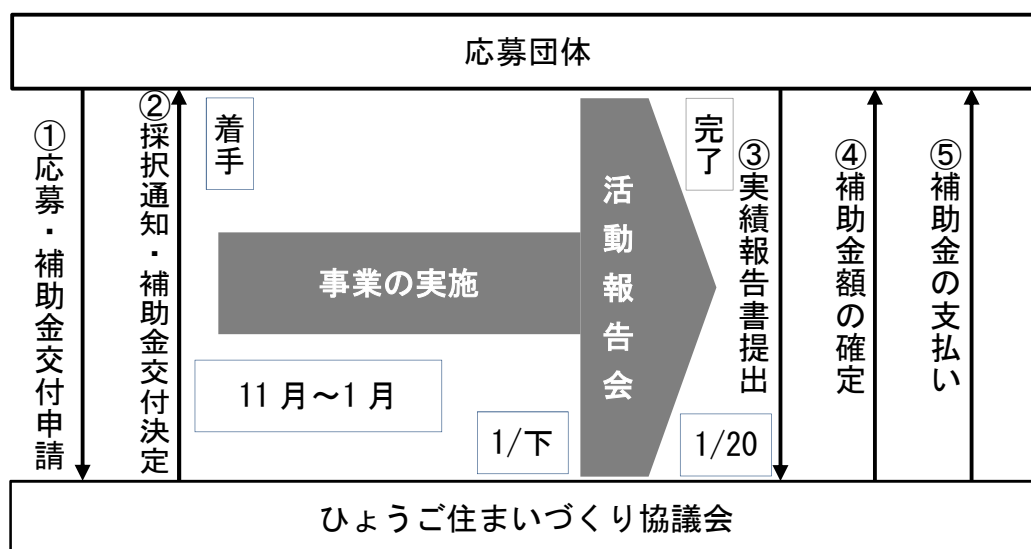 応募団体
①応募・補助金交付申請
②採択通知・補助金交付決定
着手
事業の実施
11月～1月
1/下
活動報告会
完了
1/20
③実績報告書提出
④補助金額の確定
⑤補助金の支払い
ひょうご住まいづくり協議会